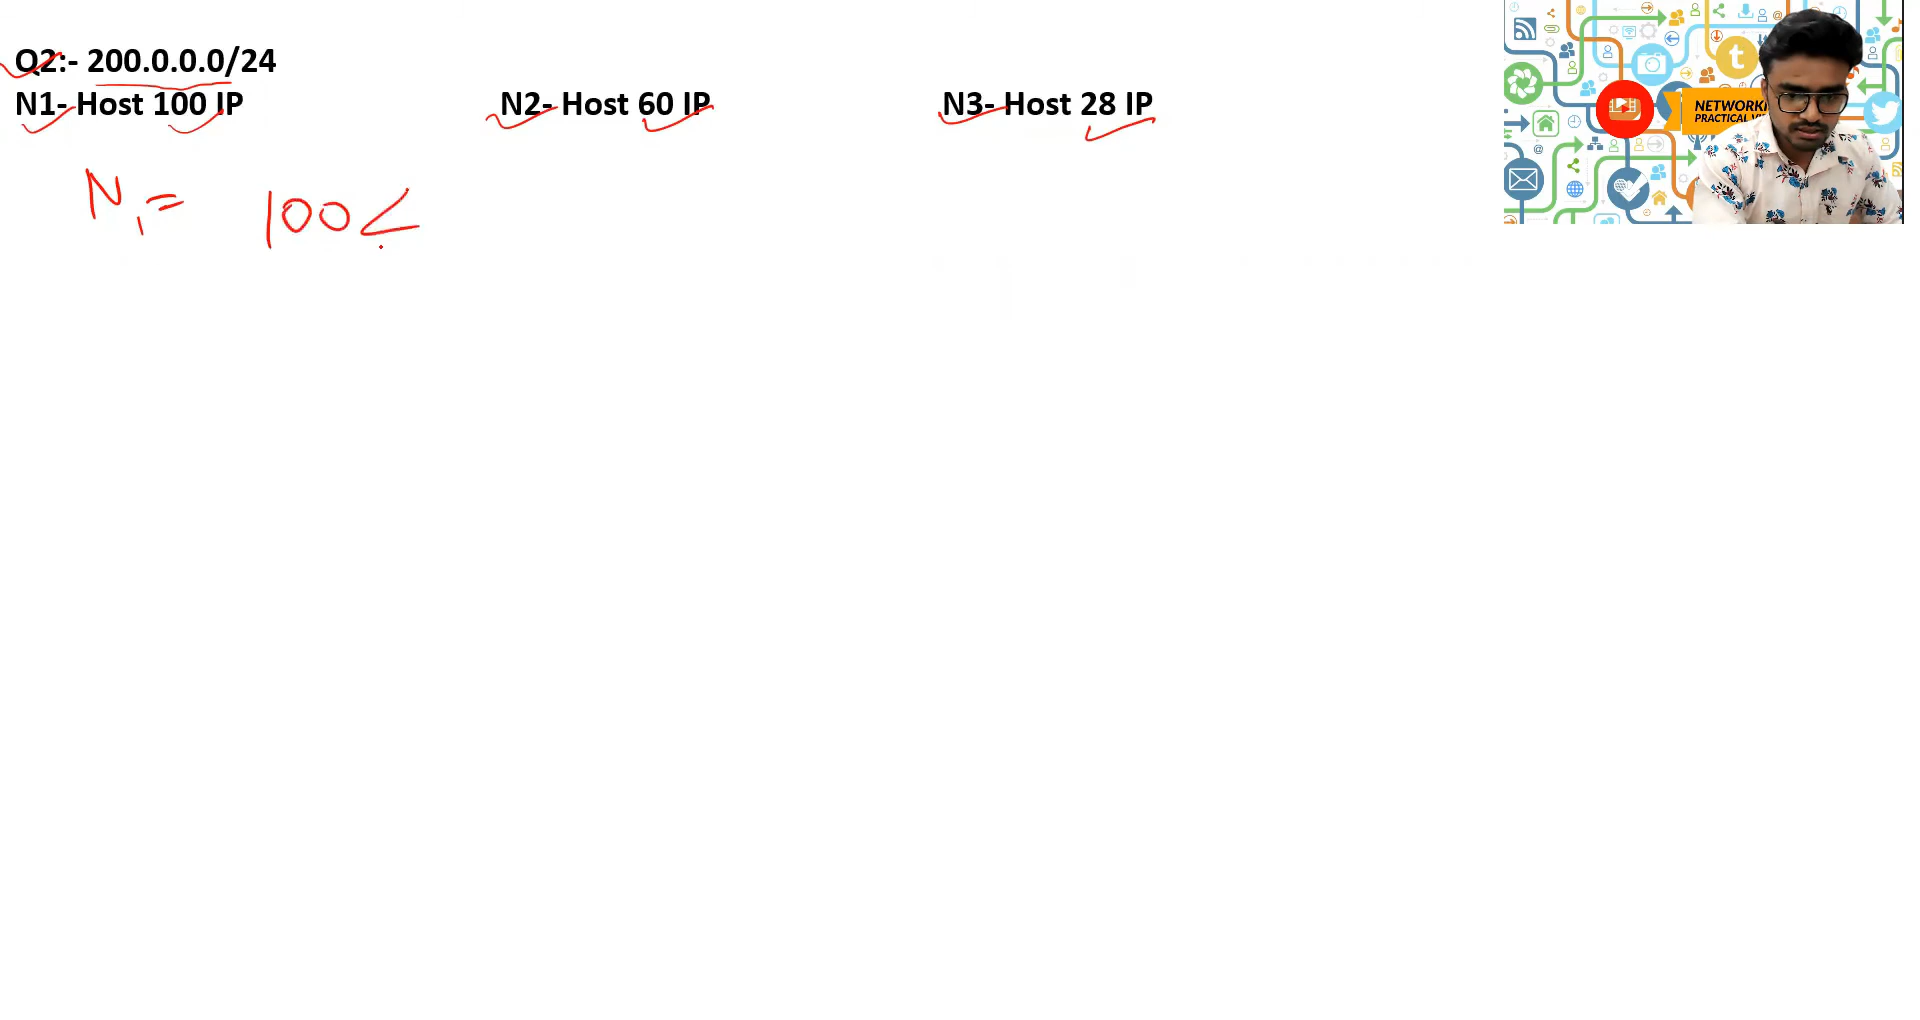 Q2:- 200.0.0.0/24
N1- Host 100 IP N2- Host 60 IP N3- Host 28 IP
N1= 100 <
NETWORKI
PRACTICAL VI